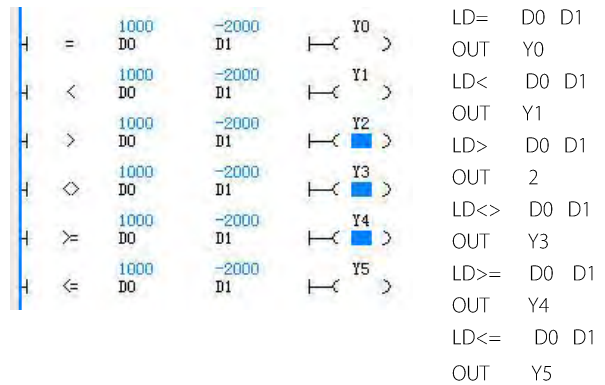 1000 -2000 Y0
= D0 D1
1000 -2000 Y1
< D0 D1
1000 -2000 Y2
> D0 D1
1000 -2000 Y3
<> D0 D1
1000 -2000 Y4
>= D0 D1
1000 -2000 Y5
<= D0 D1
LD= D0 D1
OUT Y0
LD< D0 D1
OUT Y1
LD> D0 D1
OUT 2
LD<> D0 D1
OUT Y3
LD>= D0 D1
OUT Y4
LD<= D0 D1
OUT Y5